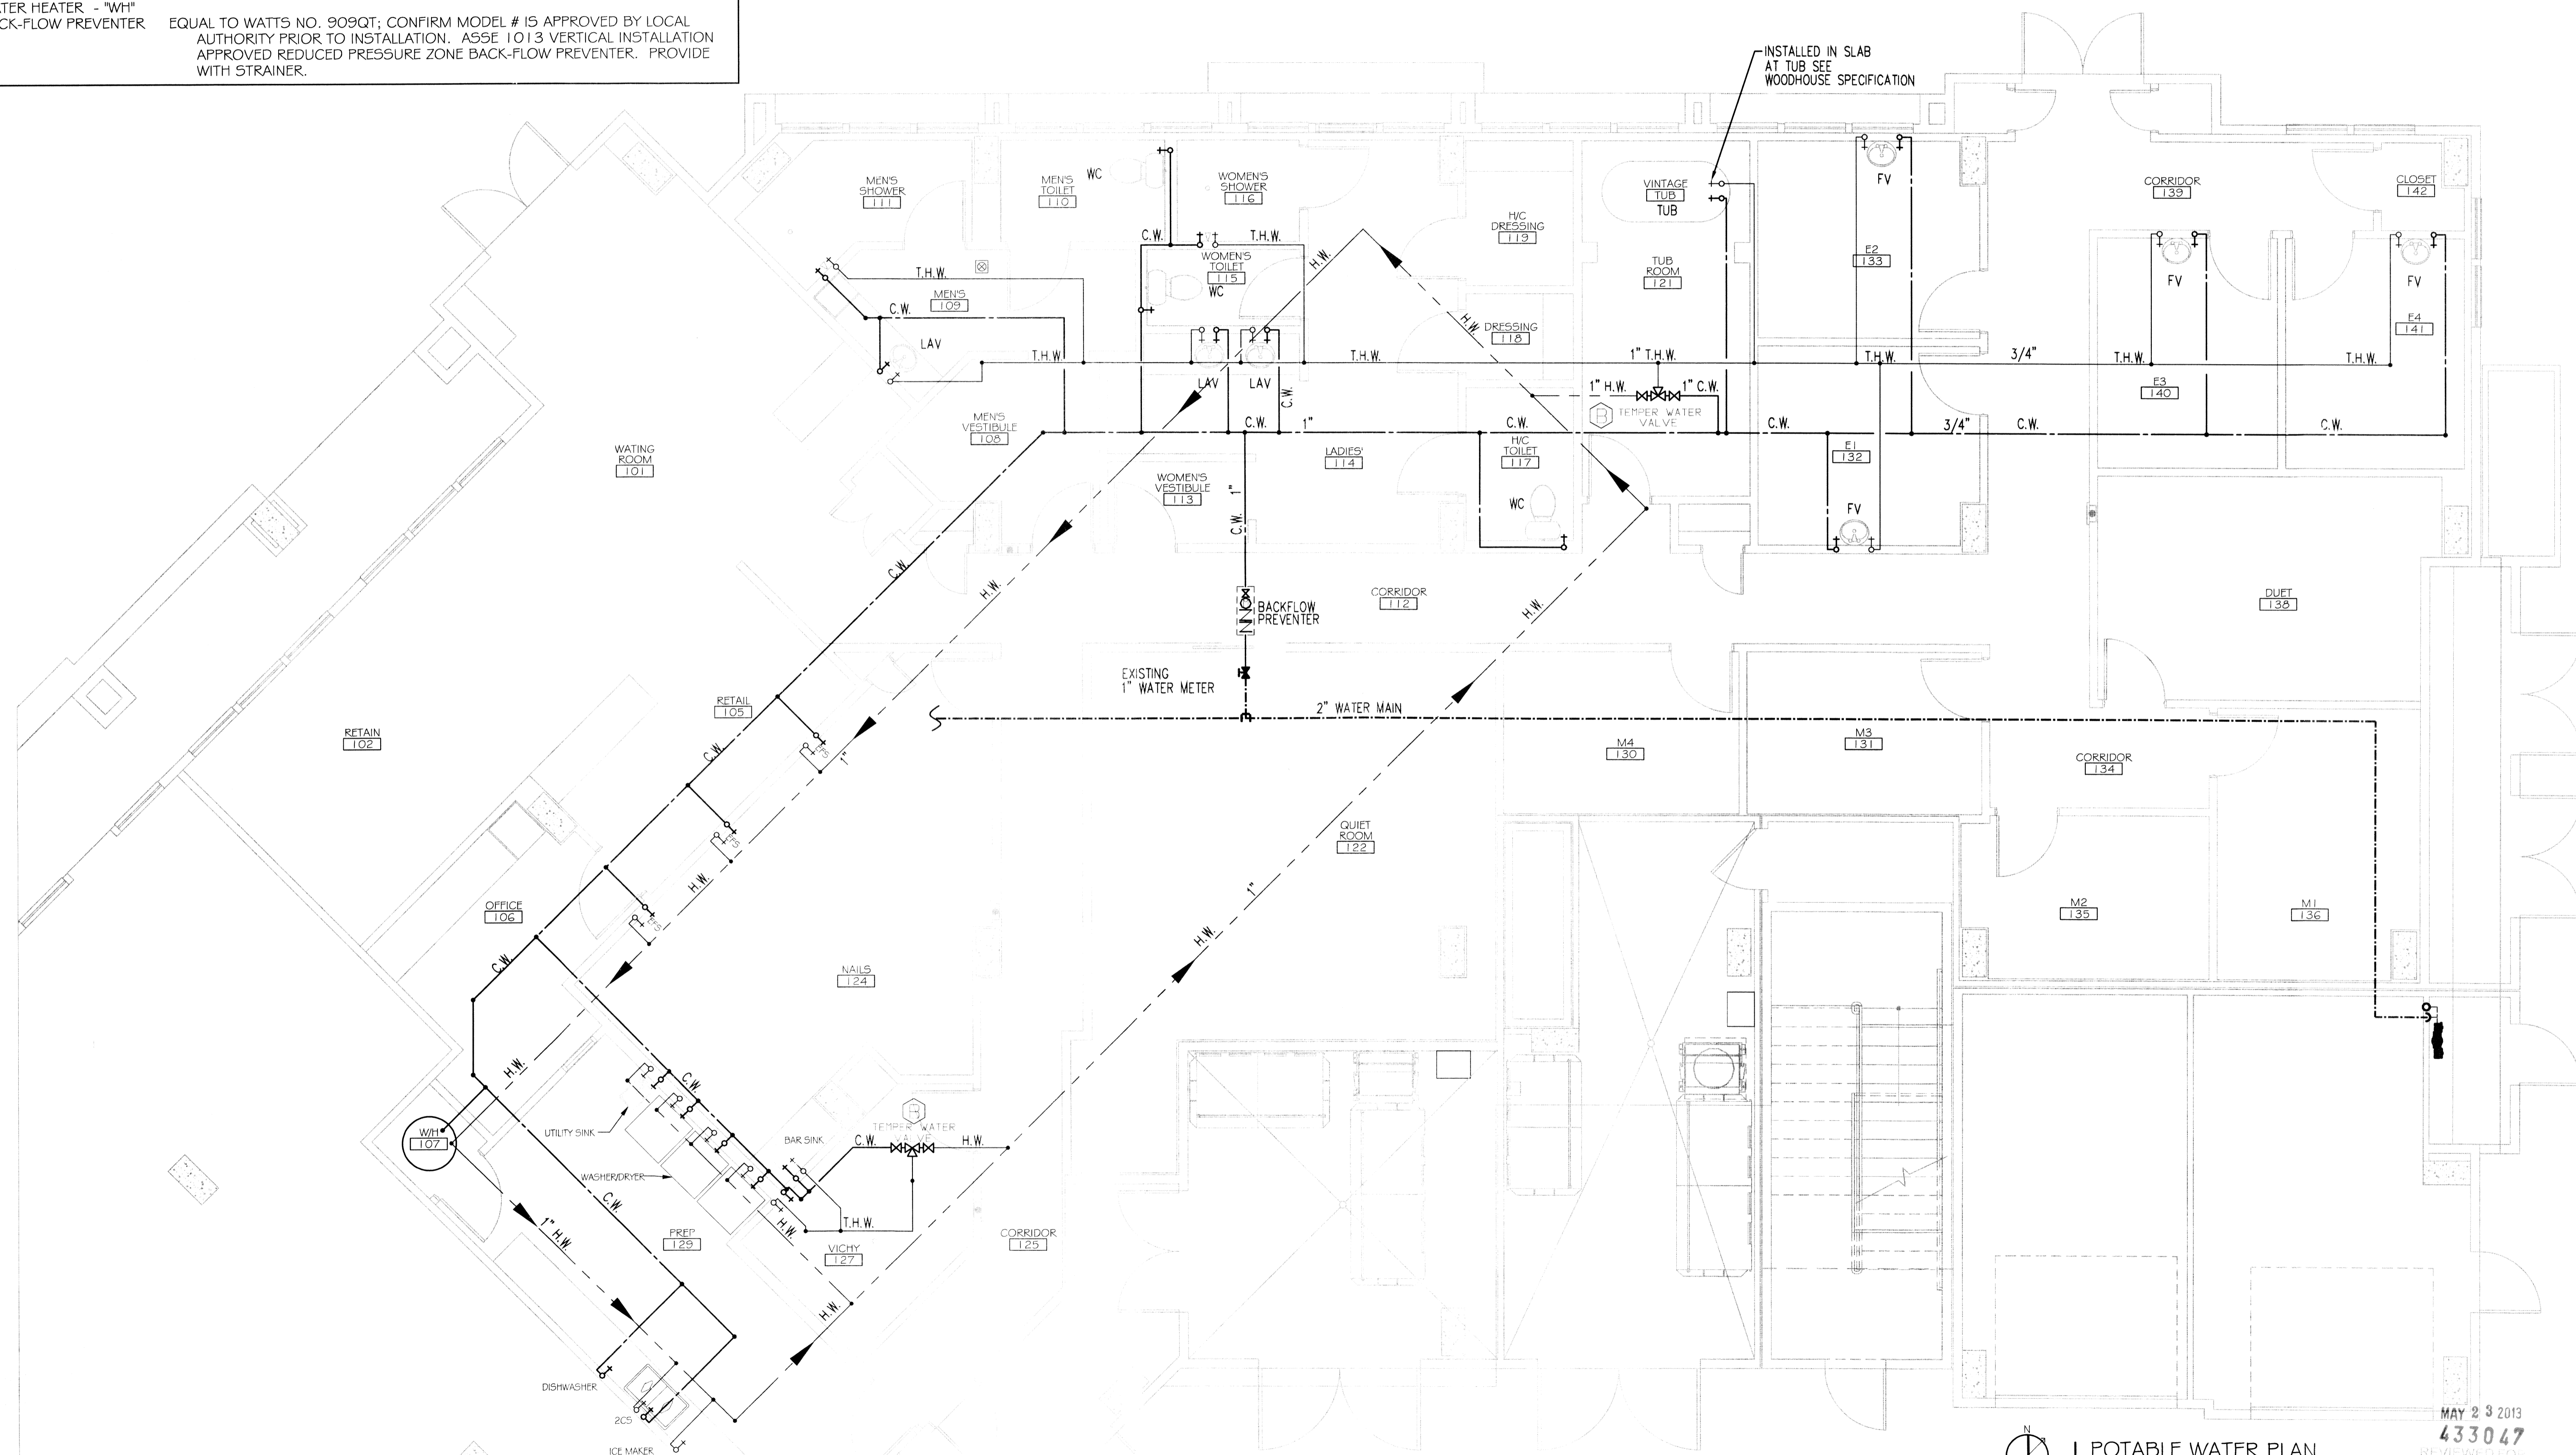 ATER HEATER - "WH"
CK-FLOW PREVENTER EQUAL TO WATTS NO. 909QT; CONFIRM MODEL # IS APPROVED BY LOCAL
AUTHORITY PRIOR TO INSTALLATION. ASSE 1013 VERTICAL INSTALLATION
APPROVED REDUCED PRESSURE ZONE BACK-FLOW PREVENTER. PROVIDE
WITH STRAINER.
INSTALLED IN SLAB
AT TUB SEE
WOODHOUSE SPECIFICATION
MEN'S
SHOWER
111
MEN'S
TOILET
110
WC
WOMEN'S
SHOWER
116
H/C
DRESSING
119
VINTAGE
TUB
TUB
FV
CORRIDOR
139
CLOSET
142
C.W.
T.H.W.
WOMEN'S
TOILET
115
WC
H.W.
TUB
ROOM
121
E2
133
FV
FV
T.H.W.
MEN'S
109
C.W.
LAV
H.W.
DRESSING
118
E4
141
T.H.W.
T.H.W.
1" T.H.W.
T.H.W.
3/4"
T.H.W.
T.H.W.
LAV
LAV
C.W.
1" H.W.
1" C.W.
B
TEMPER WATER
VALVE
E3
140
MEN'S
VESTIBULE
108
C.W.
1"
C.W.
C.W.
3/4"
C.W.
C.W.
WATING
ROOM
101
LADIES'
114
H/C
TOILET
117
E1
132
WOMEN'S
VESTIBULE
113
C.W. 1"
WC
FV
C.W.
H.W.
BACKFLOW
PREVENTER
CORRIDOR
112
H.W.
DUET
138
EXISTING
1" WATER METER
RETAIL
105
2" WATER MAIN
RETAIN
102
C.W.
EFS
1"
M4
130
M3
131
CORRIDOR
134
EFS
QUIET
ROOM
122
H.W.
1"
OFFICE
106
EFS
M2
135
M1
136
H.W.
C.W.
NAILS
124
H.W.
C.W.
W/H
107
UTILITY SINK
BAR SINK
B
TEMPER WATER
VALVE
C.W.
H.W.
WASHER/DRYER
C.W.
1" H.W.
H.W.
T.H.W.
PREP
129
VICHY
127
CORRIDOR
125
H.W.
DISHWASHER
2CS
ICE MAKER
MAY 23 2013
433047
N
1 POTABLE WATER PLAN